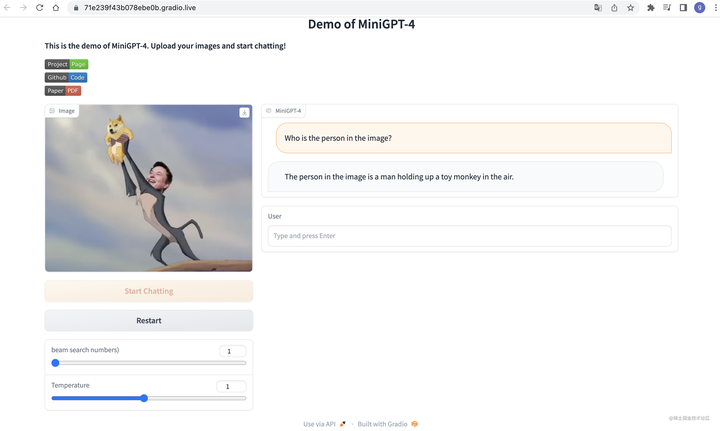 71e239f43b078ebe0b.gradio.live
Demo of MiniGPT-4
This is the demo of MiniGPT-4. Upload your images and start chatting!
Project Page
Github Code
Paper PDF
Image
MiniGPT-4
Who is the person in the image?
The person in the image is a man holding up a toy monkey in the air.
User
Type and press Enter
Start Chatting
Restart
beam search numbers) 1
Temperature 1
Use via API · Built with Gradio
@稀土掘金技术社区